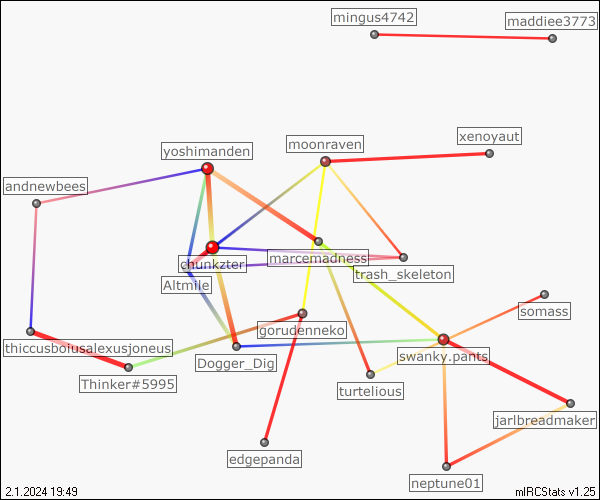 mingus4742
maddiee3773
xenoyaut
moonraven
yoshimanden
andnewbees
chunkzter
marcemadness
trash_skeleton
Altmile
somass
gorudenneko
thiccusboiusalexusjoneus
swanky.pants
Dogger_Dig
Thinker#5995
turtelious
jarlbreadmaker
edgepanda
neptune01
2.1.2024 19:49
mIRCStats v1.25